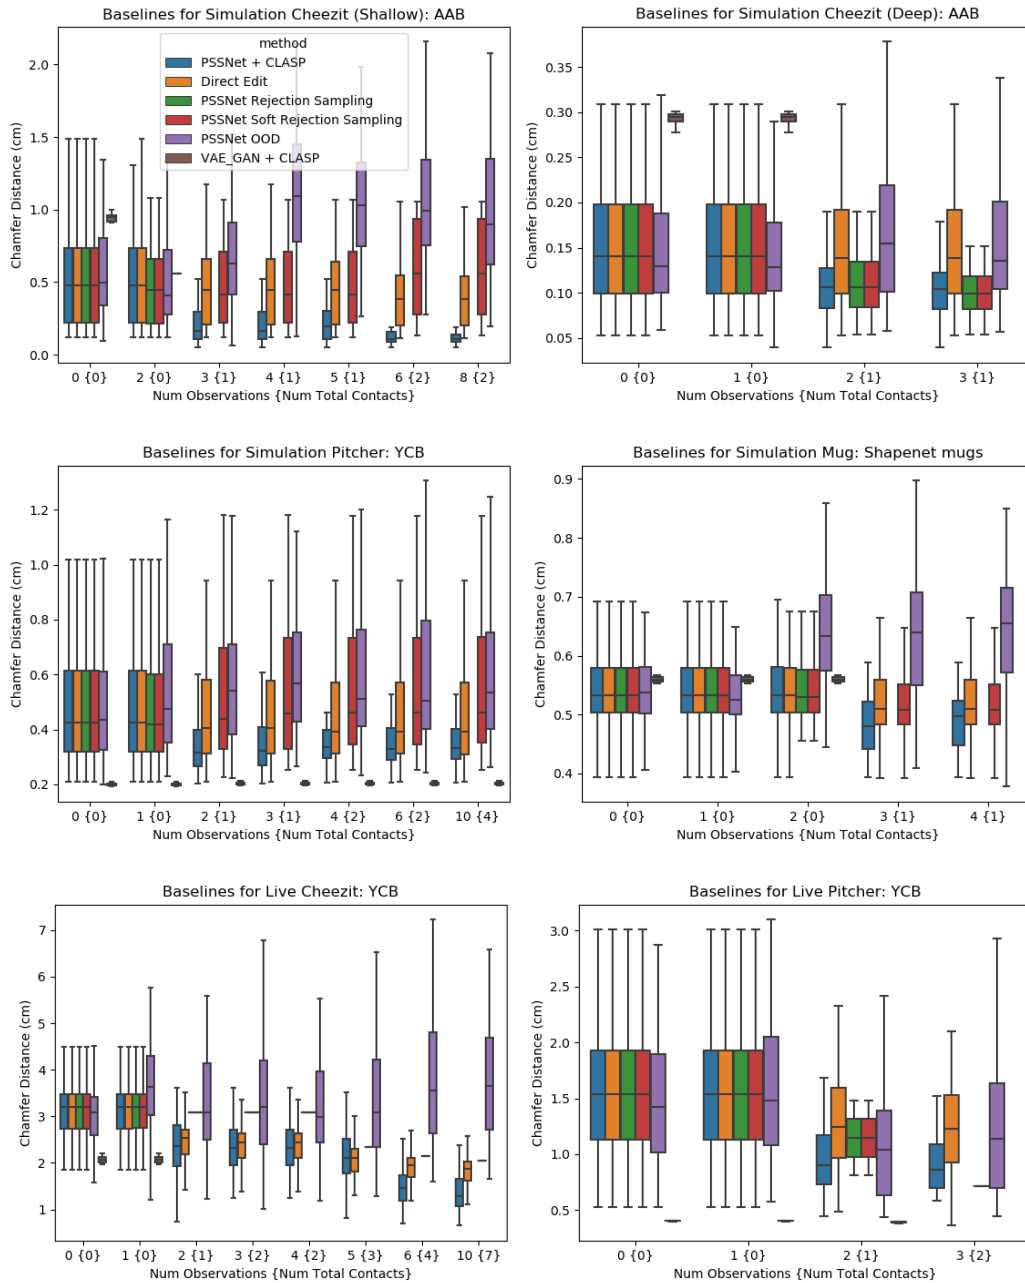 Baselines for Simulation Cheezit (Shallow): AAB
Chamfer Distance (cm)
2.0
1.5
1.0
0.5
0.0
method
PSSNet + CLASP
Direct Edit
PSSNet Rejection Sampling
PSSNet Soft Rejection Sampling
PSSNet OOD
VAE_GAN + CLASP
0 {0} 2 {0} 3 {1} 4 {1} 5 {1} 6 {2} 8 {2}
Num Observations {Num Total Contacts}
Baselines for Simulation Cheezit (Deep): AAB
Chamfer Distance (cm)
0.35
0.30
0.25
0.20
0.15
0.10
0.05
0 {0} 1 {0} 2 {1} 3 {1}
Num Observations {Num Total Contacts}
Baselines for Simulation Pitcher: YCB
Chamfer Distance (cm)
1.2
1.0
0.8
0.6
0.4
0.2
0 {0} 1 {0} 2 {1} 3 {1} 4 {2} 6 {2} 10 {4}
Num Observations {Num Total Contacts}
Baselines for Simulation Mug: Shapenet mugs
Chamfer Distance (cm)
0.9
0.8
0.7
0.6
0.5
0.4
0 {0} 1 {0} 2 {0} 3 {1} 4 {1}
Num Observations {Num Total Contacts}
Baselines for Live Cheezit: YCB
Chamfer Distance (cm)
7
6
5
4
3
2
1
0 {0} 1 {0} 2 {1} 3 {2} 4 {2} 5 {3} 6 {4} 10 {7}
Num Observations {Num Total Contacts}
Baselines for Live Pitcher: YCB
Chamfer Distance (cm)
3.0
2.5
2.0
1.5
1.0
0.5
0 {0} 1 {0} 2 {1} 3 {2}
Num Observations {Num Total Contacts}